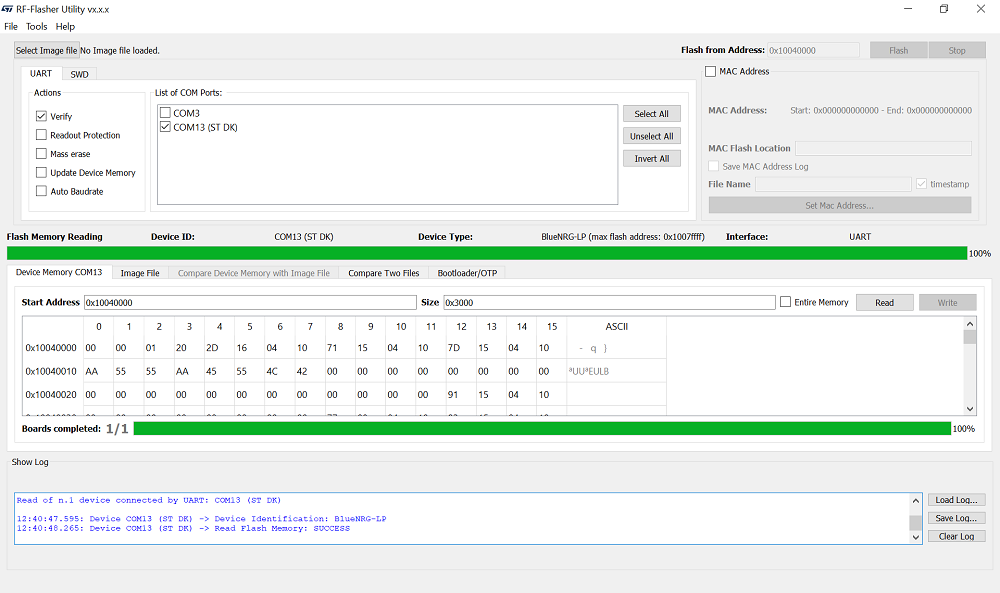 RF-Flasher Utility vx.x.x
File Tools Help
Select Image file No Image file loaded. Flash from Address: 0x10040000 Flash Stop
UART SWD
MAC Address
Actions List of COM Ports:
Verify COM3 Select All
MAC Address: Start: 0x000000000000 - End: 0x000000000000
COM13 (ST DK)
Readout Protection Unselect All
Mass erase Invert All MAC Flash Location
Update Device Memory Save MAC Address Log
Auto Baudrate File Name timestamp
Set Mac Address...
Flash Memory Reading Device ID: COM13 (ST DK) Device Type: BlueNRG-LP (max flash address: 0x1007ffff) Interface: UART
100%
Device Memory COM13 Image File Compare Device Memory with Image File Compare Two Files Bootloader/OTP
Start Address 0x10040000 Size 0x3000 Entire Memory Read Write
0 1 2 3 4 5 6 7 8 9 10 11 12 13 14 15 ASCII
0x10040000 00 00 01 20 2D 16 04 10 71 15 04 10 7D 15 04 10 - q }
0x10040010 AA 55 55 AA 45 55 4C 42 00 00 00 00 00 00 00 00 ªUUªEULB
0x10040020 00 00 00 00 00 00 00 00 00 00 00 00 91 15 04 10
Boards completed: 1/1 100%
Show Log
Read of n.1 device connected by UART: COM13 (ST DK)
Load Log...
12:40:47.595: Device COM13 (ST DK) -> Device Identification: BlueNRG-LP
Save Log...
12:40:48.265: Device COM13 (ST DK) -> Read Flash Memory: SUCCESS
Clear Log